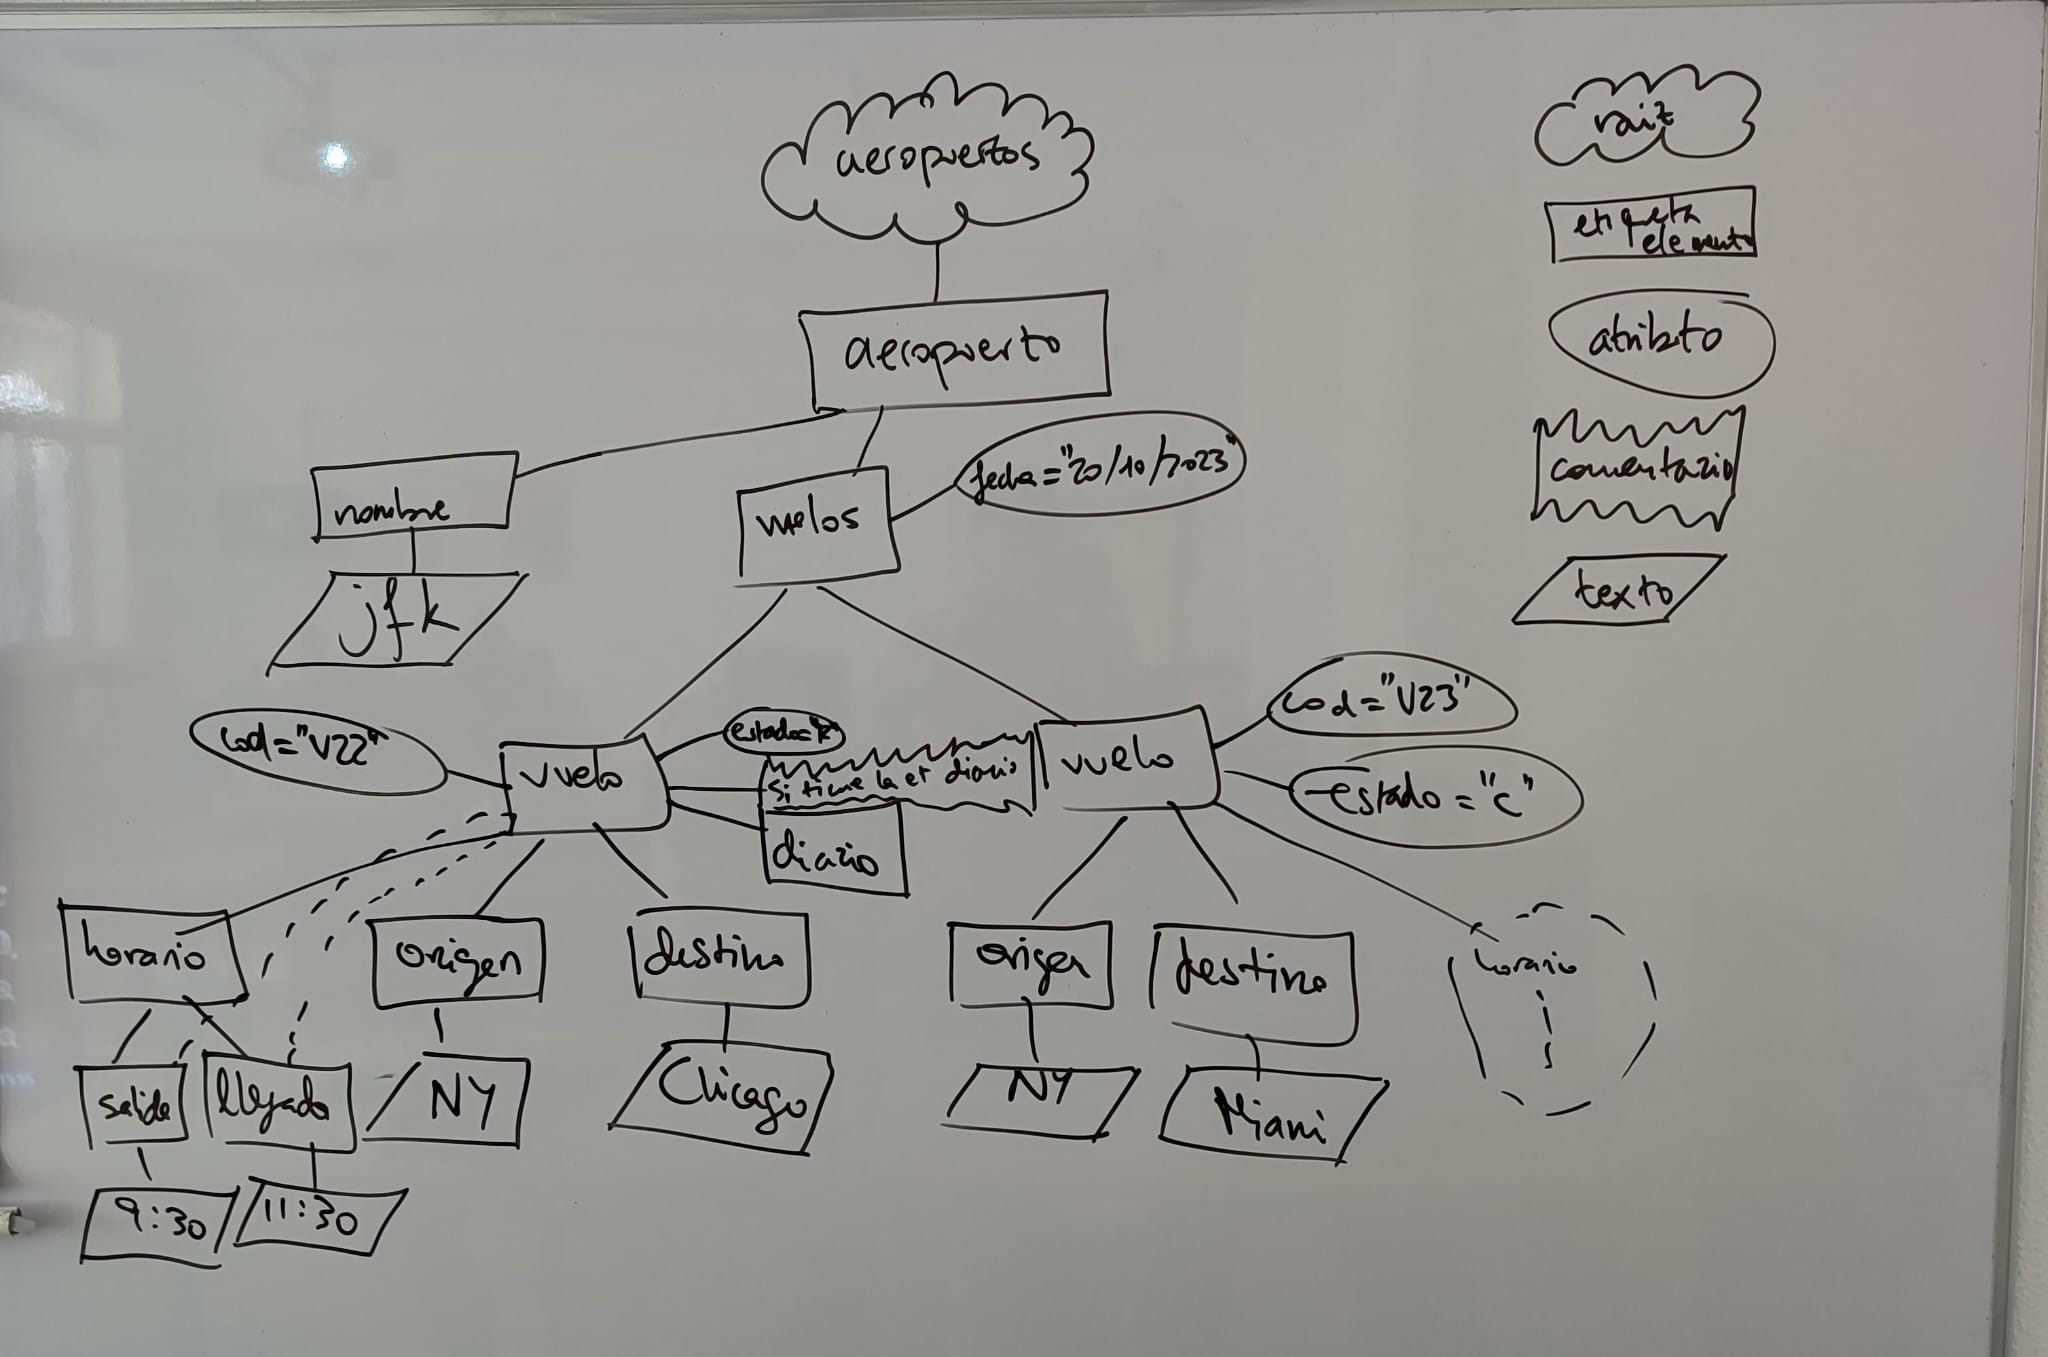 aeropuertos
raiz
etiqueta
elemento
aeropuerto
atributo
nombre
vuelos
fecha="20/10/2023"
comentario
jfk
texto
cod="V22"
vuelo
Si tiene la et diario
diario
vuelo
cod="V23"
estado="c"
horario
origen
destino
origen
destino
horario
salida
llegada
NY
Chicago
NY
Miami
9:30
11:30